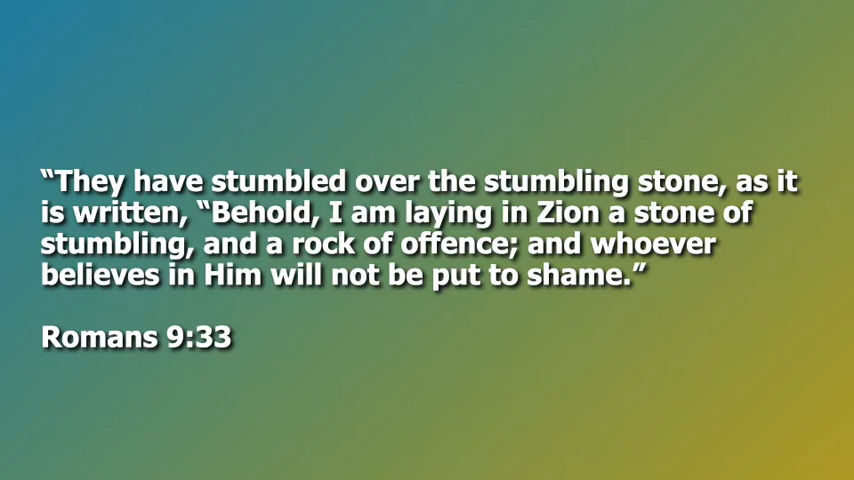 “They have stumbled over the stumbling stone, as it
is written, “Behold, I am laying in Zion a stone of
stumbling, and a rock of offence; and whoever
believes in Him will not be put to shame.”
Romans 9:33